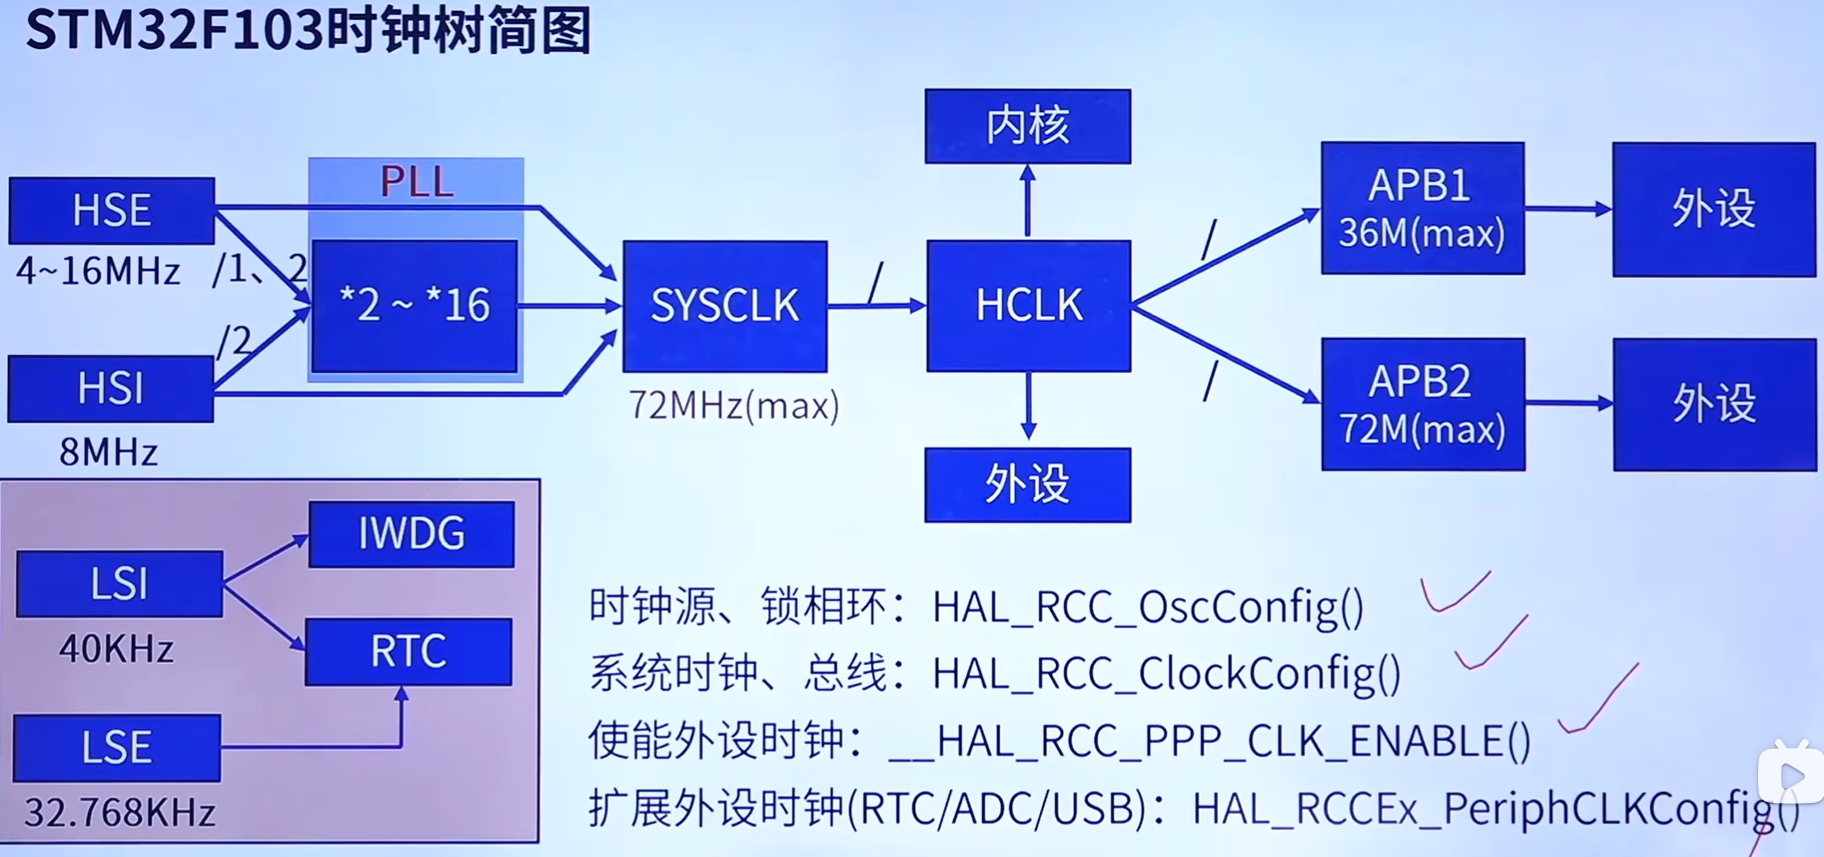 STM32F103时钟树简图
内核
PLL
HSE
4~16MHz
/1、2
*2 ~ *16
/2
HSI
8MHz
SYSCLK
72MHz(max)
/
HCLK
外设
/
APB1
36M(max)
外设
/
APB2
72M(max)
外设
LSI
40KHz
IWDG
RTC
LSE
32.768KHz
时钟源、锁相环：HAL_RCC_OscConfig()
系统时钟、总线：HAL_RCC_ClockConfig()
使能外设时钟：__HAL_RCC_PPP_CLK_ENABLE()
扩展外设时钟(RTC/ADC/USB)：HAL_RCCEx_PeriphCLKConfig()